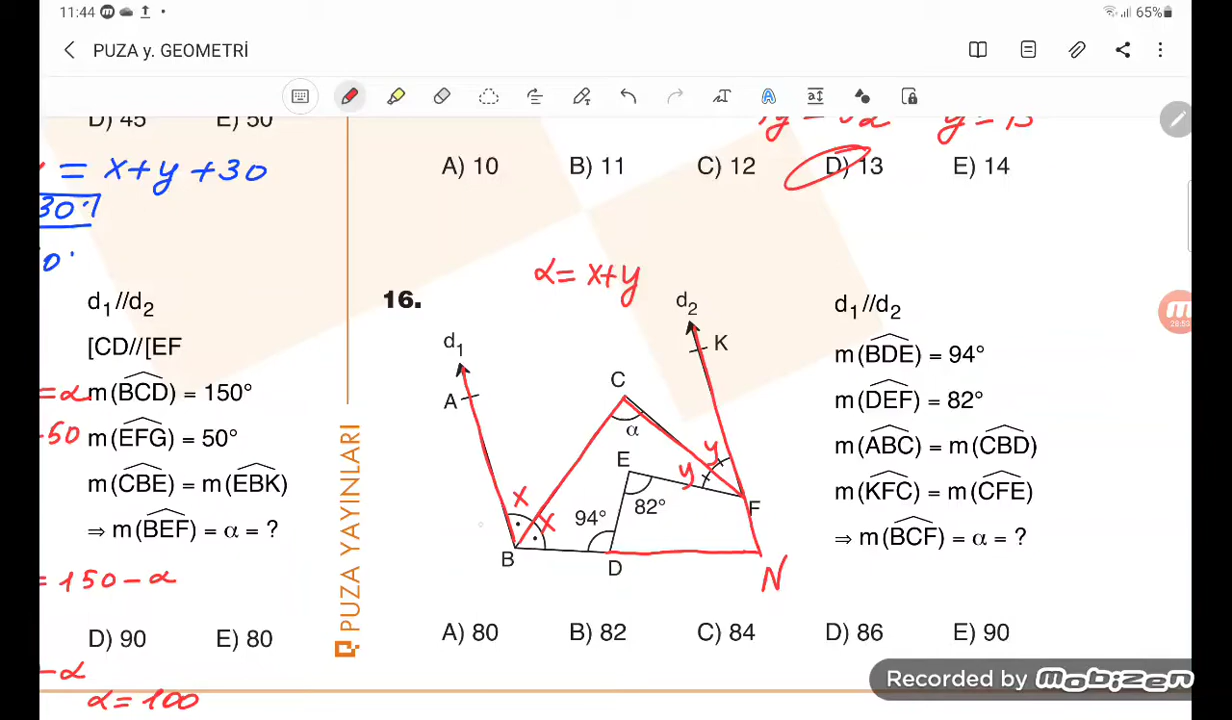 11:44
65%
PUZA y. GEOMETRİ
D) 45 E) 50
= x+y+30
30°
0°
d1//d2
[CD//[EF
= α
m(BCD) = 150°
-50
m(EFG) = 50°
m(CBE) = m(EBK)
⇒ m(BEF) = α = ?
= 150 - α
D) 90 E) 80
- α
α = 100
PUZA YAYINLARI
y = 13
A) 10 B) 11 C) 12 D) 13 E) 14
α = x+y
16.
d1
d2
K
A
C
α
E
y
y
x
x
94°
82°
F
B
D
N
d1//d2
m(BDE) = 94°
m(DEF) = 82°
m(ABC) = m(CBD)
m(KFC) = m(CFE)
⇒ m(BCF) = α = ?
A) 80 B) 82 C) 84 D) 86 E) 90
Recorded by mobizen